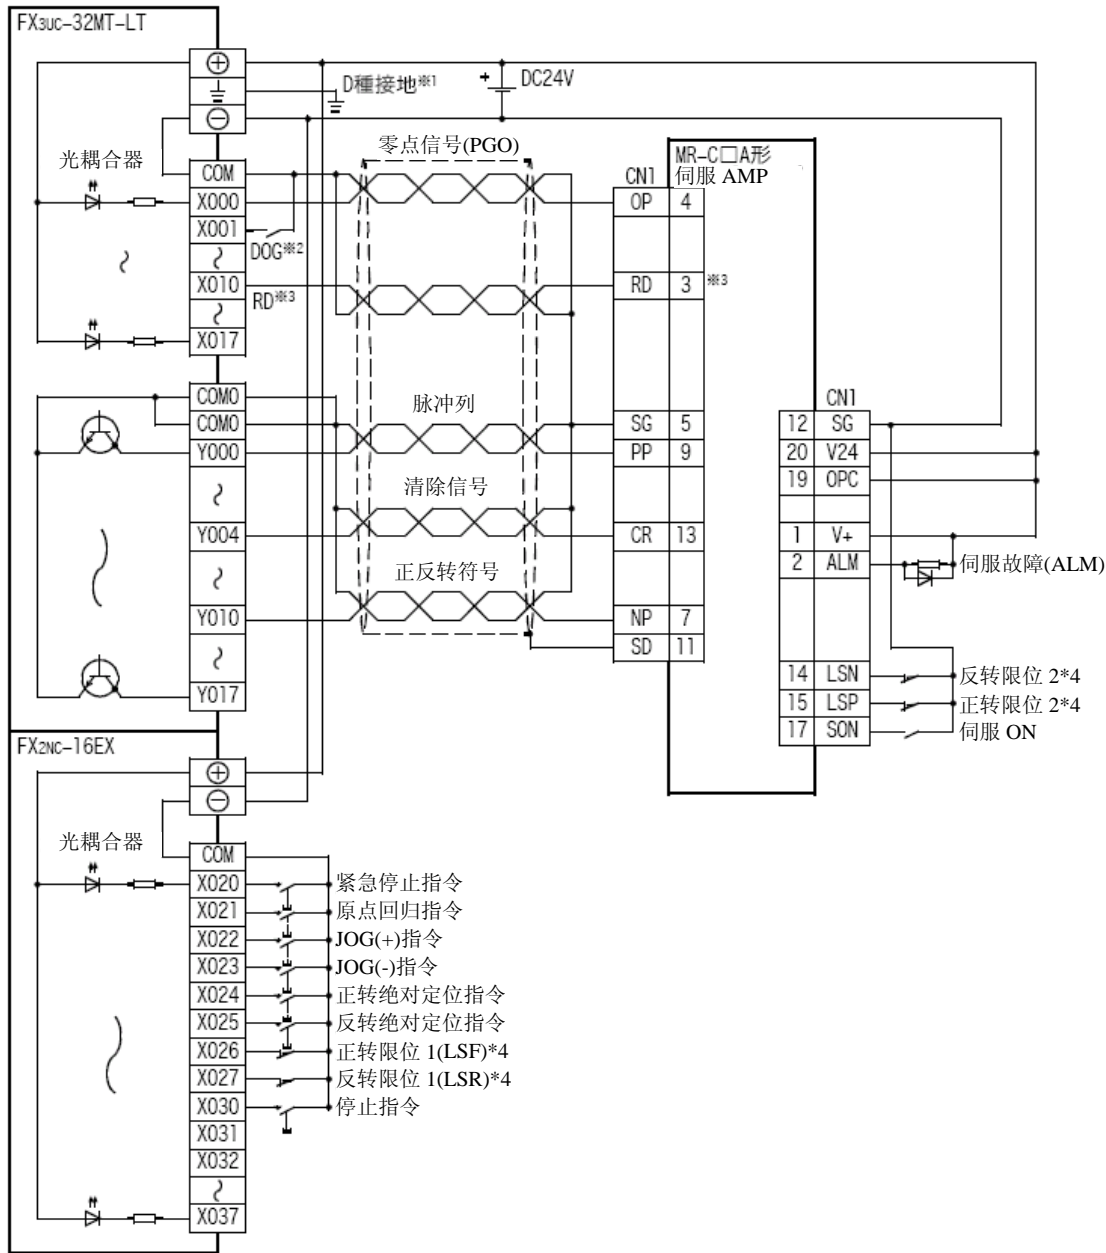 FX3UC-32MT-LT
⊕
D種接地※1
⊖
DC24V
零点信号(PGO)
光耦合器
COM
X000
X001
DOG※2
X010
RD※3
X017
MR-C□A形
伺服 AMP
CN1
OP 4
RD 3 ※3
COM0
COM0
Y000
脉冲列
SG 5
PP 9
清除信号
Y004
CR 13
正反转符号
Y010
NP 7
SD 11
Y017
CN1
12 SG
20 V24
19 OPC
1 V+
2 ALM
伺服故障(ALM)
14 LSN 反转限位 2*4
15 LSP 正转限位 2*4
17 SON 伺服 ON
FX2NC-16EX
⊕
⊖
光耦合器
COM
X020 紧急停止指令
X021 原点回归指令
X022 JOG(+)指令
X023 JOG(-)指令
X024 正转绝对定位指令
X025 反转绝对定位指令
X026 正转限位 1(LSF)*4
X027 反转限位 1(LSR)*4
X030 停止指令
X031
X032
X037